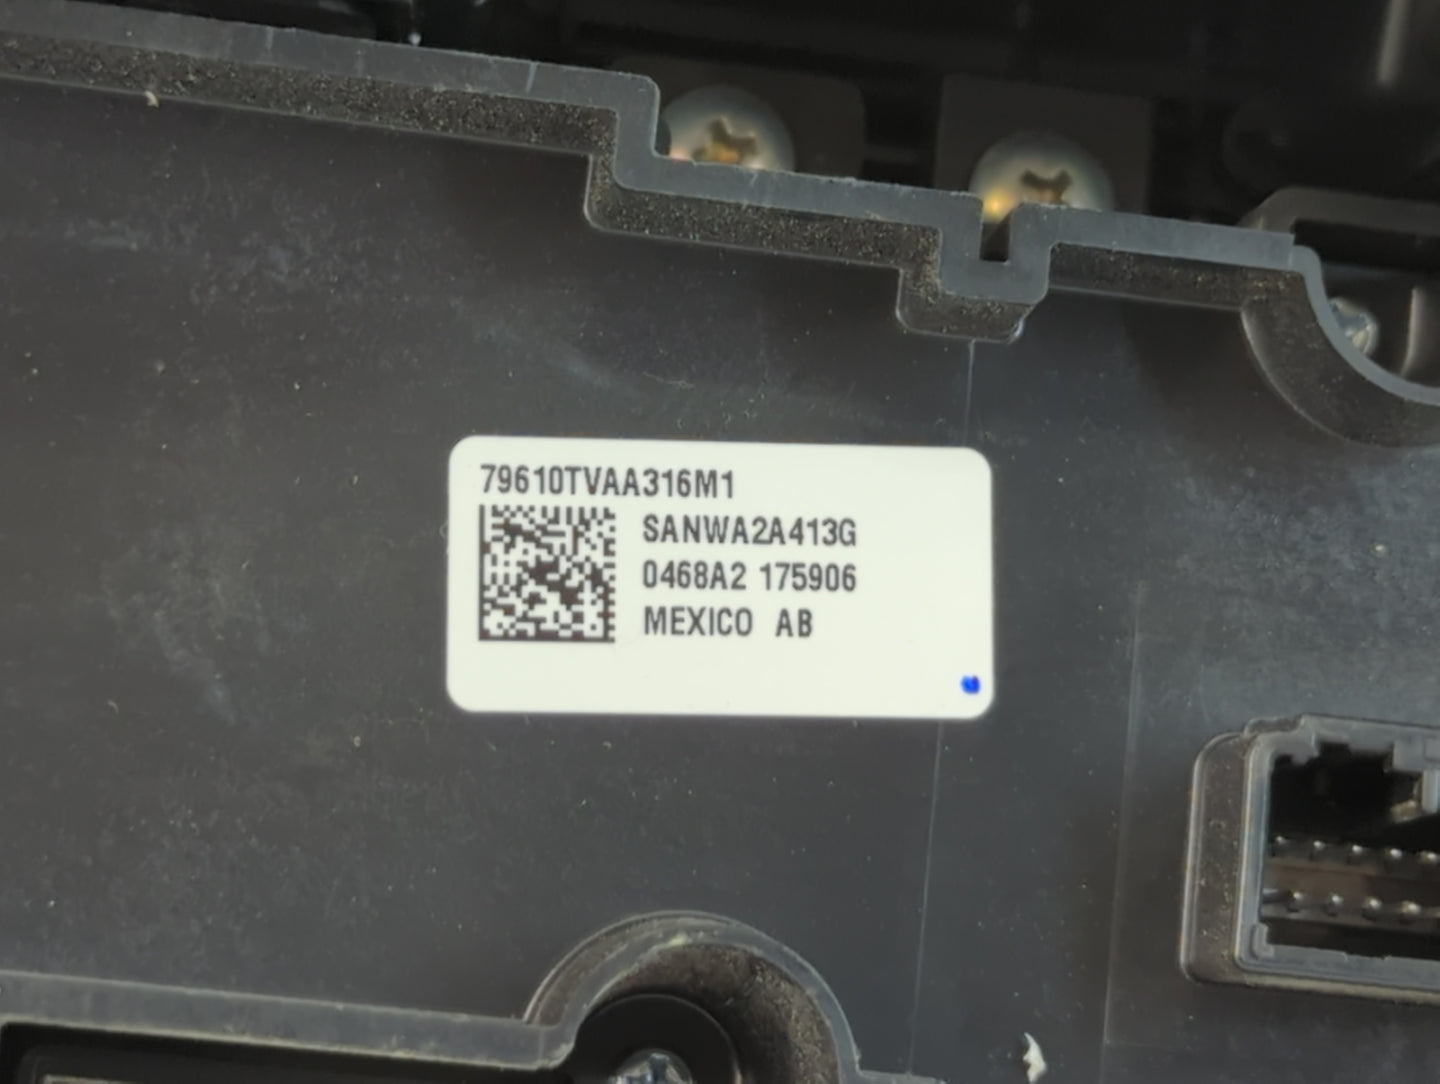 79610TVAA316M1
SANWA2A413G
0468A2 175906
MEXICO AB